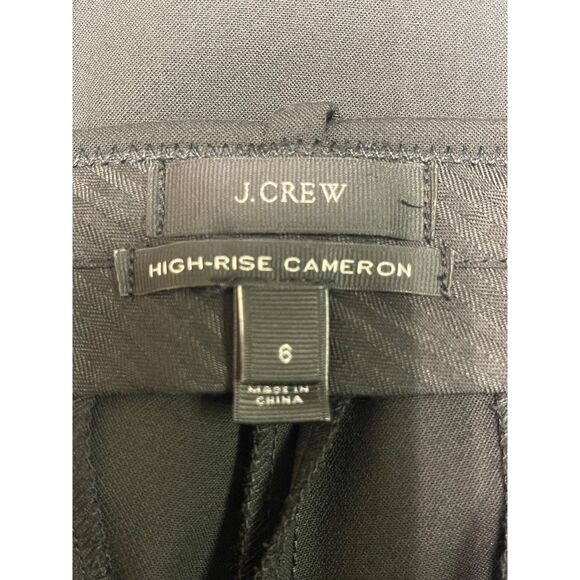 J.CREW
HIGH-RISE CAMERON
6
MADE IN
CHINA